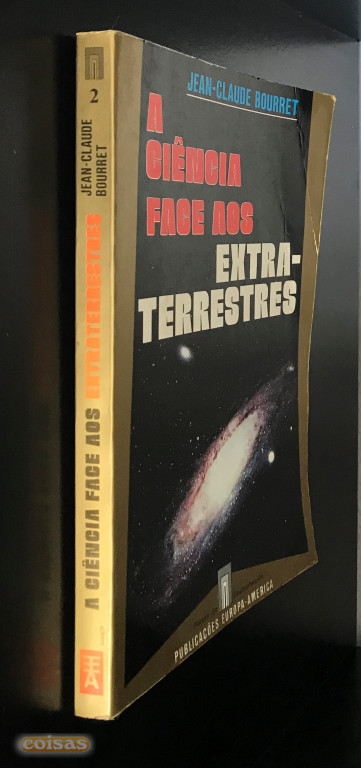 2
JEAN-CLAUDE
BOURRET
A CIÊNCIA FACE AOS EXTRATERRESTRES
JEAN-CLAUDE BOURRET
A
CIÊNCIA
FACE AOS
EXTRA-
TERRESTRES
PUBLICAÇÕES EUROPA-AMÉRICA
coisas